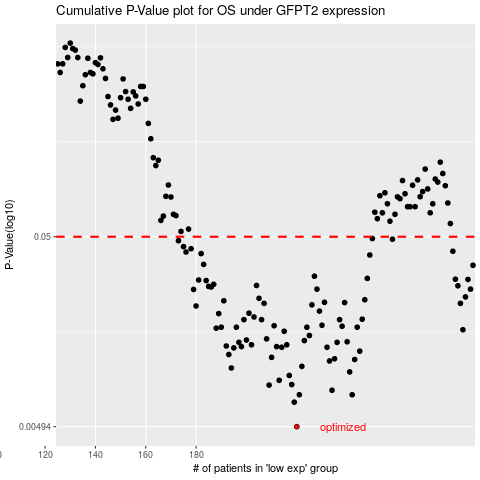 Cumulative P-Value plot for OS under GFPT2 expression
P-Value(log10)
0.05
0.00494
optimized
0 120 140 160 180
# of patients in 'low exp' group